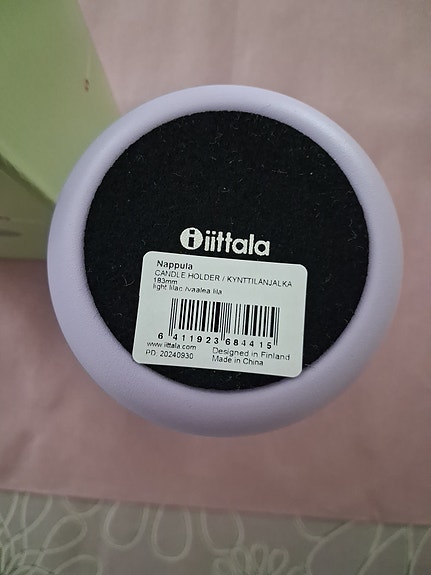 iittala
Nappula
CANDLE HOLDER / KYNTTILÄNJALKA
183mm
light lilac /vaalea lila
6 411923 684415
www.iittala.com
Designed in Finland
PD. 20240930
Made in China